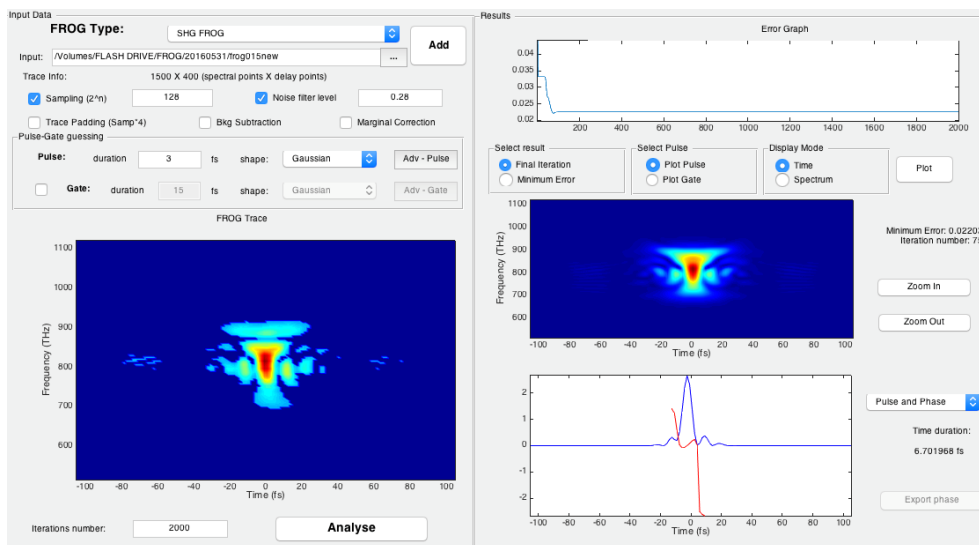 Input Data
FROG Type: SHG FROG Add
Input: /Volumes/FLASH DRIVE/FROG/20160531/frog015new ...
Trace Info: 1500 X 400 (spectral points X delay points)
Sampling (2^n) 128 Noise filter level 0.28
Trace Padding (Samp*4) Bkg Subtraction Marginal Correction
Pulse-Gate guessing
Pulse: duration 3 fs shape: Gaussian Adv - Pulse
Gate: duration 15 fs shape: Gaussian Adv - Gate
FROG Trace
1100
1000
900
800
700
600
Frequency (THz)
-100 -80 -60 -40 -20 0 20 40 60 80 100
Time (fs)
Iterations number: 2000 Analyse
Results
Error Graph
0.04
0.035
0.03
0.025
0.02
200 400 600 800 1000 1200 1400 1600 1800 2000
Select result Select Pulse Display Mode
Final Iteration Plot Pulse Time Plot
Minimum Error Plot Gate Spectrum
1100
1000
900
800
700
600
Frequency (THz)
-100 -80 -60 -40 -20 0 20 40 60 80 100
Time (fs)
Minimum Error: 0.0220
Iteration number: 7
Zoom In
Zoom Out
2
1
0
-1
-2
-100 -80 -60 -40 -20 0 20 40 60 80 100
Time (fs)
Pulse and Phase
Time duration:
6.701968 fs
Export phase